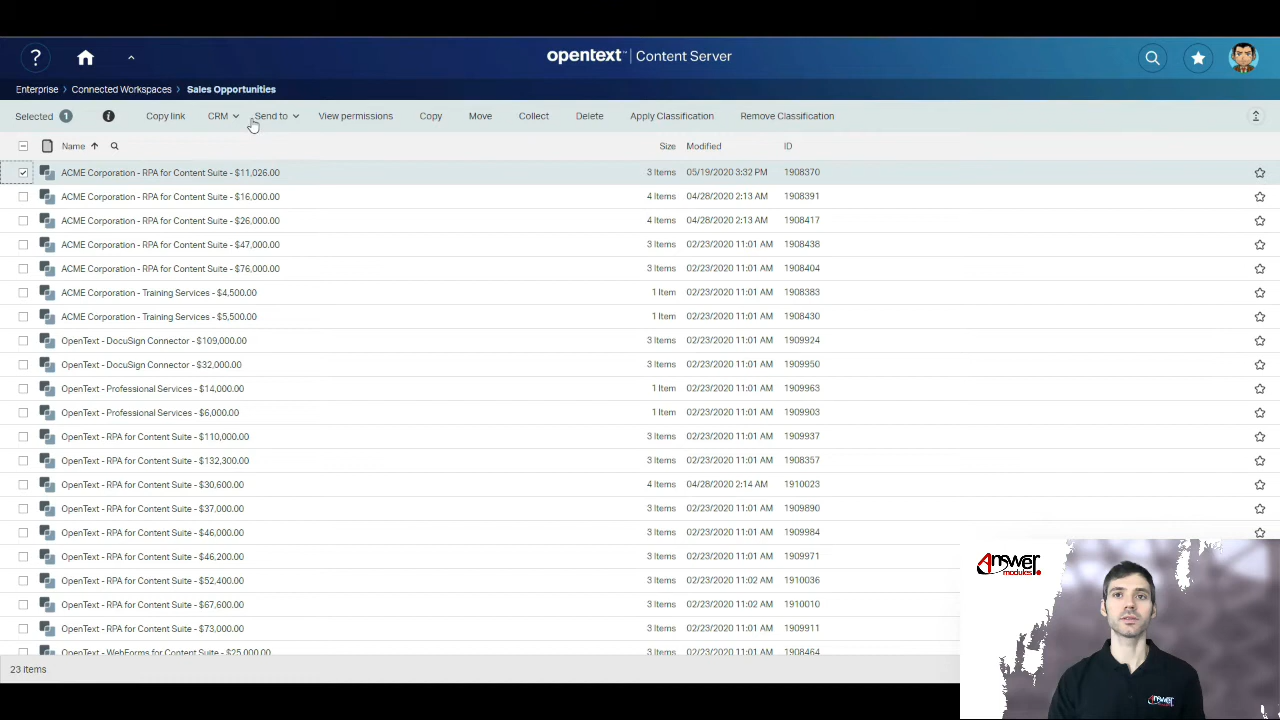 ?
opentext™ | Content Server
Enterprise > Connected Workspaces > Sales Opportunities
Selected 1 Copy link CRM Send to View permissions Copy Move Collect Delete Apply Classification Remove Classification
Name Size Modified ID
ACME Corporation - RPA for Content Suite - $11,026.00 3 Items 05/19/2020 3:32 PM 1908370
ACME Corporation - RPA for Content Suite - $16,000.00 4 Items 04/28/2020 2:13 AM 1908391
ACME Corporation - RPA for Content Suite - $26,000.00 4 Items 04/28/2020 2:13 AM 1908417
ACME Corporation - RPA for Content Suite - $47,000.00 3 Items 02/23/2020 11:01 AM 1908438
ACME Corporation - RPA for Content Suite - $76,000.00 3 Items 02/23/2020 11:01 AM 1908404
ACME Corporation - Training Services - $4,500.00 1 Item 02/23/2020 11:01 AM 1908383
ACME Corporation - Training Services - $5,500.00 1 Item 02/23/2020 11:01 AM 1908430
OpenText - DocuSign Connector - $109,000.00 3 Items 02/23/2020 11:01 AM 1909924
OpenText - DocuSign Connector - $32,000.00 3 Items 02/23/2020 11:01 AM 1909950
OpenText - Professional Services - $14,000.00 1 Item 02/23/2020 11:01 AM 1909963
OpenText - Professional Services - $6,000.00 1 Item 02/23/2020 11:01 AM 1909903
OpenText - RPA for Content Suite - $110,000.00 3 Items 02/23/2020 11:01 AM 1909937
OpenText - RPA for Content Suite - $132,300.00 3 Items 02/23/2020 11:01 AM 1908357
OpenText - RPA for Content Suite - $30,600.00 4 Items 04/28/2020 2:14 AM 1910023
OpenText - RPA for Content Suite - $37,000.00 3 Items 02/23/2020 11:01 AM 1909890
OpenText - RPA for Content Suite - $46,000.00 3 Items 02/23/2020 11:01 AM 1909984
OpenText - RPA for Content Suite - $46,200.00 3 Items 02/23/2020 11:01 AM 1909971
OpenText - RPA for Content Suite - $52,400.00 3 Items 02/23/2020 11:02 AM 1910036
OpenText - RPA for Content Suite - $67,600.00 3 Items 02/23/2020 11:02 AM 1910010
OpenText - RPA for Content Suite - $73,000.00 3 Items 02/23/2020 11:01 AM 1909911
OpenText - WebForms for Content Suite - $25,000.00 3 Items 02/23/2020 11:01 AM 1908464
23 items
Answer
modules